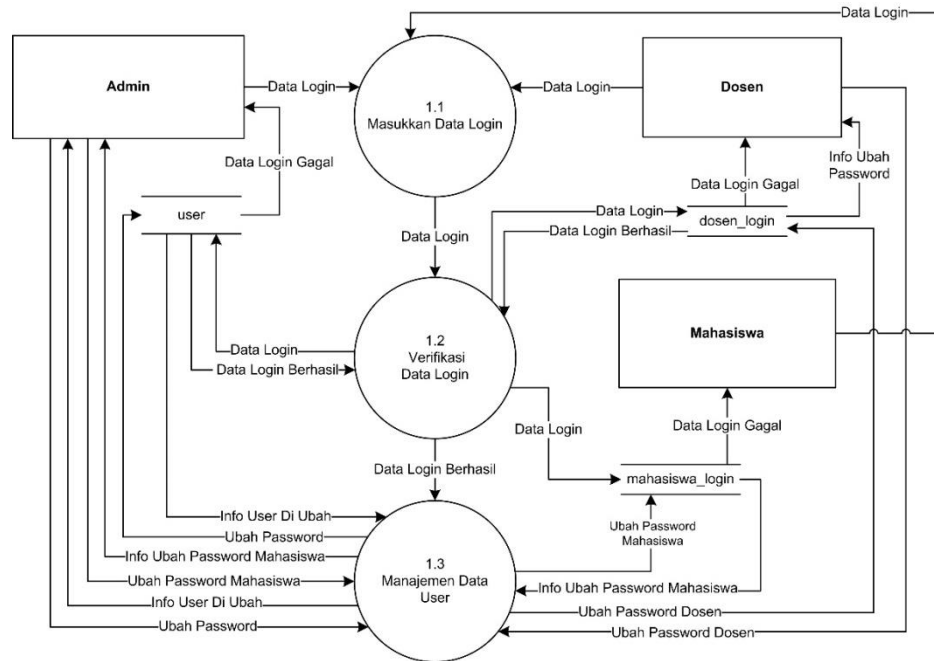 Data Login
Admin
Data Login
1.1
Masukkan Data Login
Data Login
Dosen
Data Login Gagal
Info Ubah
Password
Data Login Gagal
user
Data Login
dosen_login
Data Login
Data Login Berhasil
Mahasiswa
1.2
Verifikasi
Data Login
Data Login
Data Login Berhasil
Data Login
Data Login Gagal
Data Login Berhasil
mahasiswa_login
Info User Di Ubah
Ubah Password
Info Ubah Password Mahasiswa
Ubah Password Mahasiswa
Info User Di Ubah
Ubah Password
1.3
Manajemen Data
User
Ubah Password
Mahasiswa
Info Ubah Password Mahasiswa
Ubah Password Dosen
Ubah Password Dosen